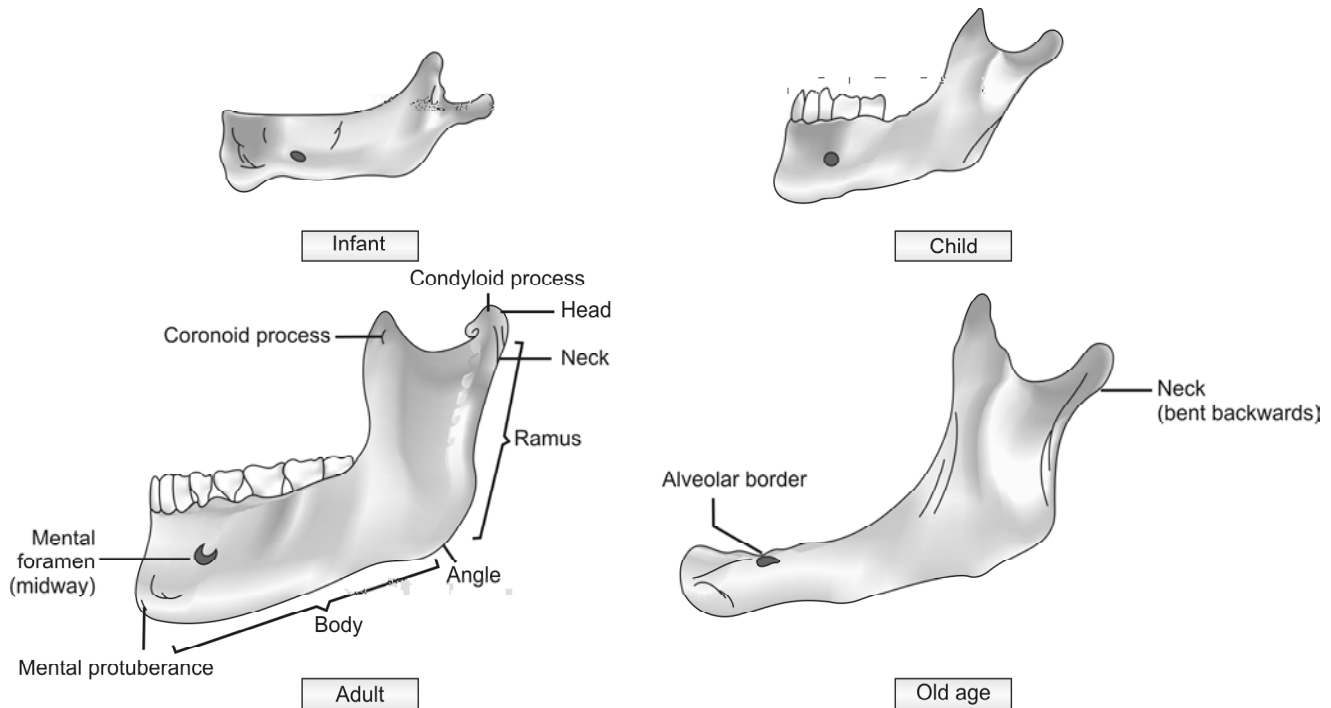 Infant
Child
Condyloid process
Head
Coronoid process
Neck
Ramus
Neck
(bent backwards)
Alveolar border
Mental
foramen
(midway)
Angle
Body
Mental protuberance
Adult
Old age